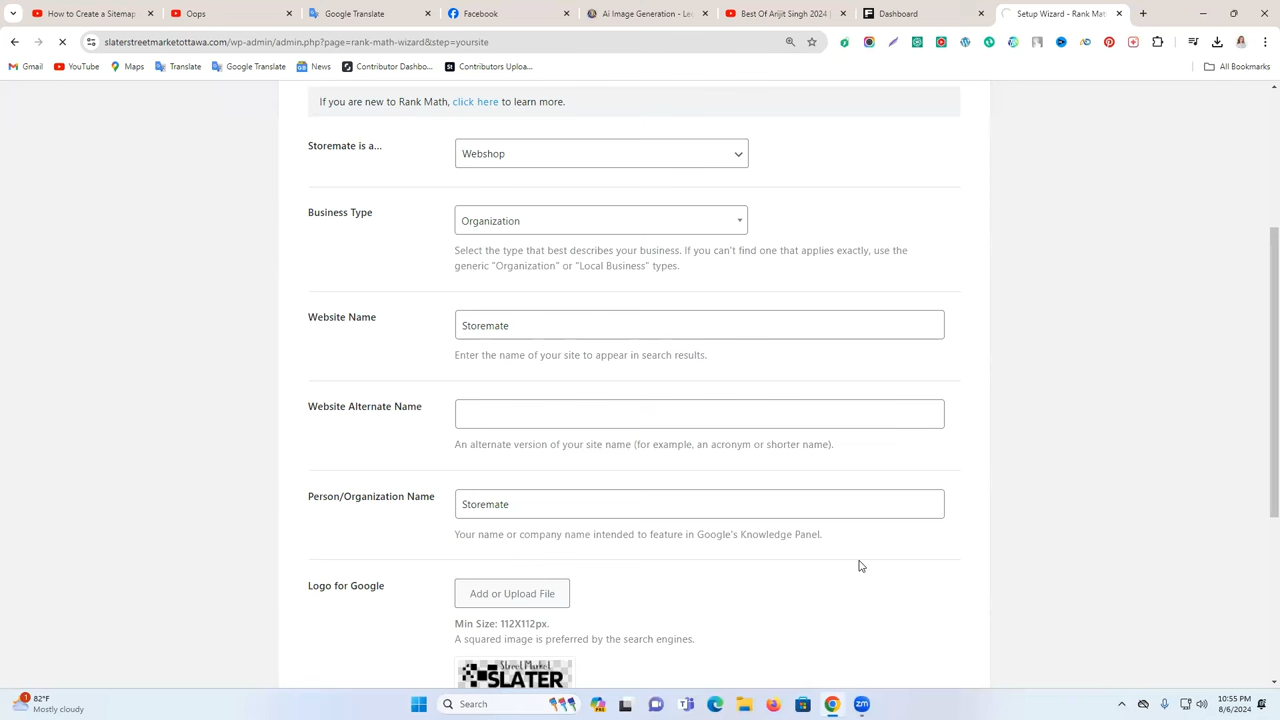 How to Create a Sitemap
Oops
Google Translate
Facebook
AI Image Generation - Le
Best Of Arijit Singh 2024
Dashboard
Setup Wizard - Rank Mat
slaterstreetmarketottawa.com/wp-admin/admin.php?page=rank-math-wizard&step=yoursite
Gmail YouTube Maps Translate Google Translate News Contributor Dashbo... Contributors Uploa... All Bookmarks
If you are new to Rank Math, click here to learn more.
Storemate is a...
Webshop
Business Type
Organization
Select the type that best describes your business. If you can't find one that applies exactly, use the
generic "Organization" or "Local Business" types.
Website Name
Storemate
Enter the name of your site to appear in search results.
Website Alternate Name
An alternate version of your site name (for example, an acronym or shorter name).
Person/Organization Name
Storemate
Your name or company name intended to feature in Google's Knowledge Panel.
Logo for Google
Add or Upload File
Min Size: 112X112px.
A squared image is preferred by the search engines.
Street Market
SLATER
1
82°F
Mostly cloudy
Search
10:55 PM
8/6/2024